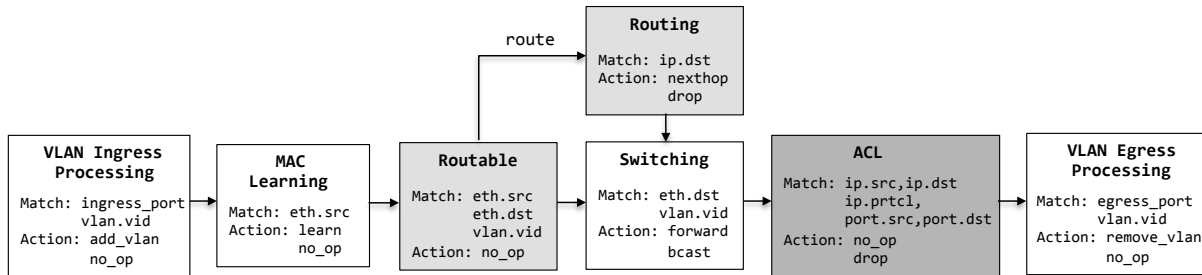 Routing
Match: ip.dst
Action: nexthop
drop
route
VLAN Ingress
Processing
Match: ingress_port
vlan.vid
Action: add_vlan
no_op
MAC
Learning
Match: eth.src
Action: learn
no_op
Routable
Match: eth.src
eth.dst
vlan.vid
Action: no_op
Switching
Match: eth.dst
vlan.vid
Action: forward
bcast
ACL
Match: ip.src,ip.dst
ip.prtcl,
port.src,port.dst
Action: no_op
drop
VLAN Egress
Processing
Match: egress_port
vlan.vid
Action: remove_vlan
no_op